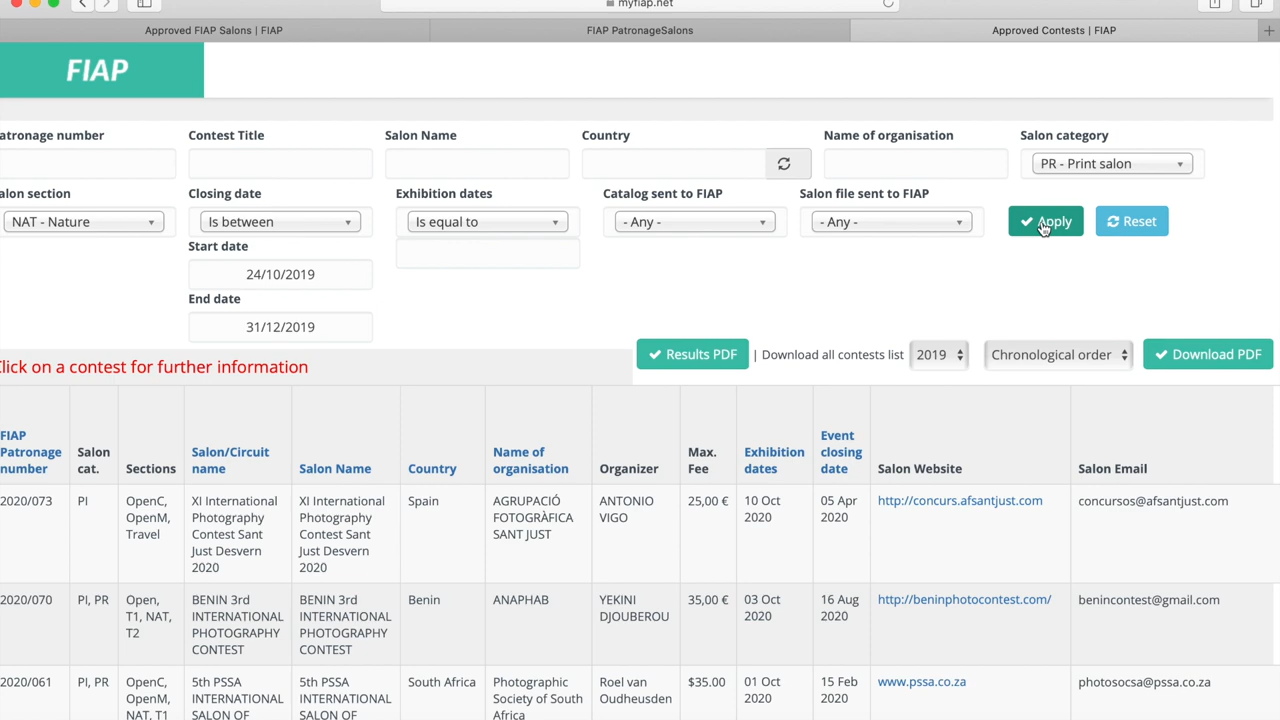 myfiap.net
Approved FIAP Salons | FIAP
FIAP PatronageSalons
Approved Contests | FIAP
FIAP
atronage number
Contest Title
Salon Name
Country
Name of organisation
Salon category
PR - Print salon
alon section
Closing date
Exhibition dates
Catalog sent to FIAP
Salon file sent to FIAP
NAT - Nature
Is between
Is equal to
- Any -
- Any -
Apply
Reset
Start date
24/10/2019
End date
31/12/2019
Click on a contest for further information
Results PDF
| Download all contests list
2019
Chronological order
Download PDF
FIAP
Patronage
number
Salon
cat.
Sections
Salon/Circuit
name
Salon Name
Country
Name of
organisation
Organizer
Max.
Fee
Exhibition
dates
Event
closing
date
Salon Website
Salon Email
2020/073
PI
OpenC,
OpenM,
Travel
XI International
Photography
Contest Sant
Just Desvern
2020
XI International
Photography
Contest Sant
Just Desvern
2020
Spain
AGRUPACIÓ
FOTOGRÀFICA
SANT JUST
ANTONIO
VIGO
25,00 €
10 Oct
2020
05 Apr
2020
http://concurs.afsantjust.com
concursos@afsantjust.com
2020/070
PI, PR
Open,
T1, NAT,
T2
BENIN 3rd
INTERNATIONAL
PHOTOGRAPHY
CONTEST
BENIN 3rd
INTERNATIONAL
PHOTOGRAPHY
CONTEST
Benin
ANAPHAB
YEKINI
DJOUBEROU
35,00 €
03 Oct
2020
16 Aug
2020
http://beninphotocontest.com/
benincontest@gmail.com
2020/061
PI, PR
OpenC,
OpenM,
NAT, T1
5th PSSA
INTERNATIONAL
SALON OF
5th PSSA
INTERNATIONAL
SALON OF
South Africa
Photographic
Society of South
Africa
Roel van
Oudheusden
$35.00
01 Oct
2020
15 Feb
2020
www.pssa.co.za
photosocsa@pssa.co.za